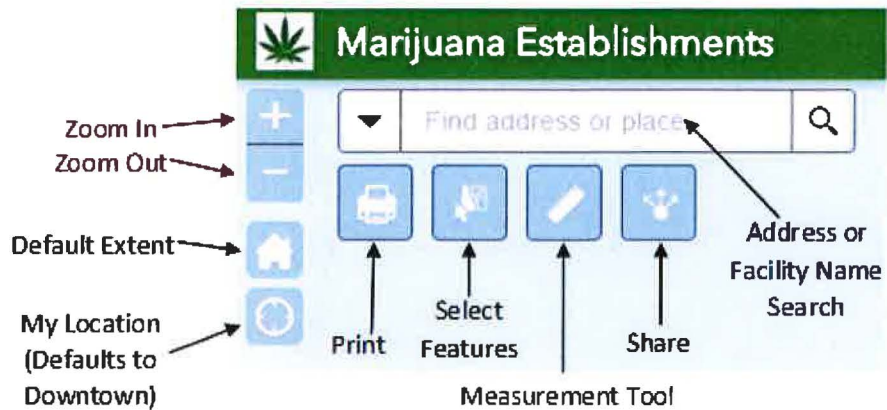 Marijuana Establishments
Find address or place
Zoom In
Zoom Out
Default Extent
My Location
(Defaults to
Downtown)
Print
Select
Features
Measurement Tool
Share
Address or
Facility Name
Search